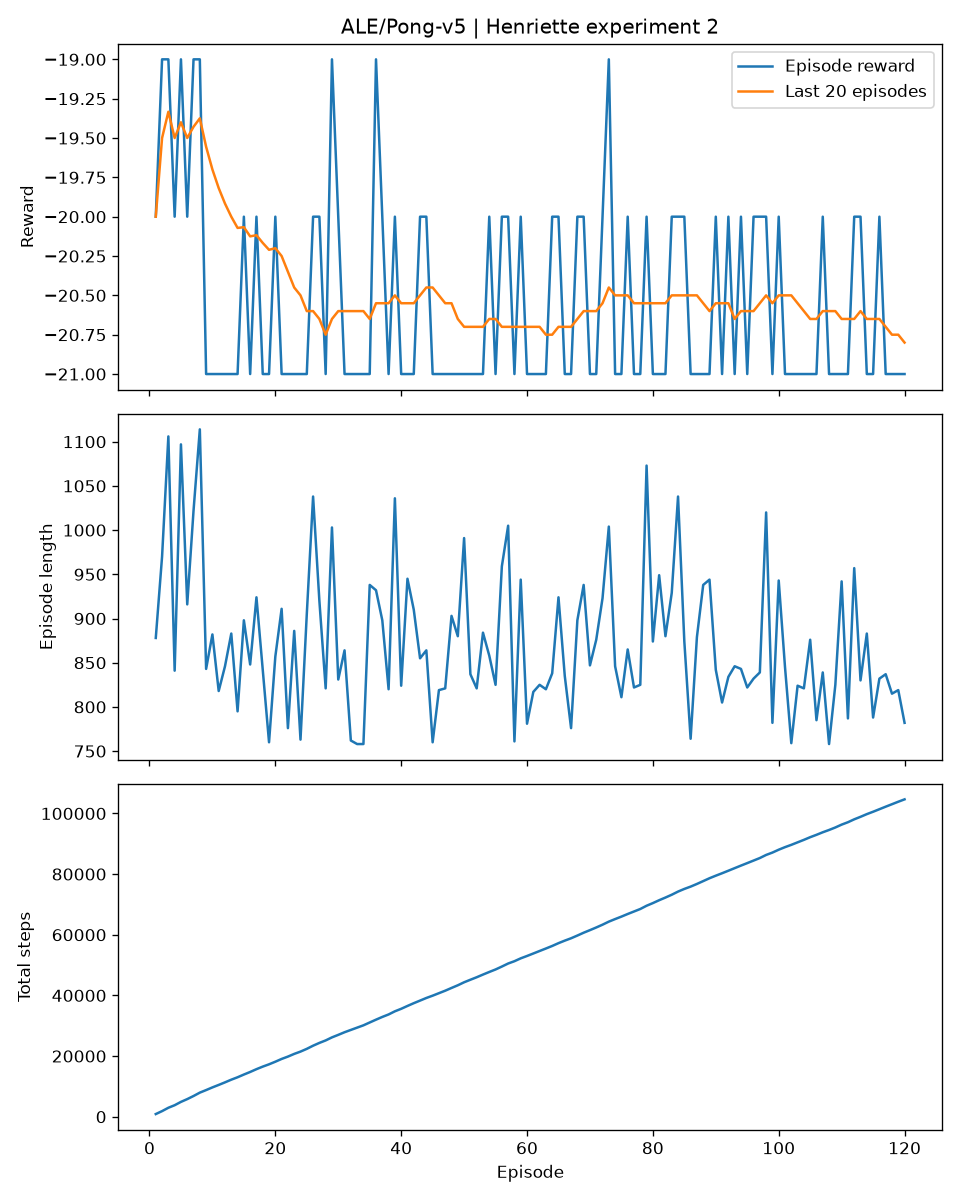 ALE/Pong-v5 | Henriette experiment 2
Episode reward
Last 20 episodes
−19.00
−19.25
−19.50
−19.75
−20.00
−20.25
−20.50
−20.75
−21.00
Reward
1100
1050
1000
950
900
850
800
750
Episode length
100000
80000
60000
40000
20000
0
Total steps
0 20 40 60 80 100 120
Episode